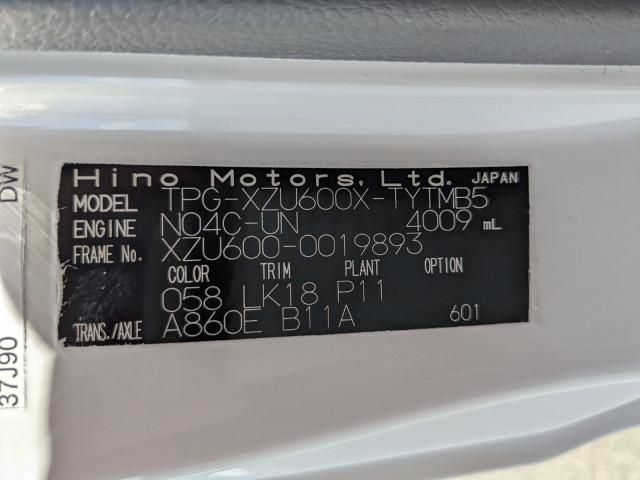 Hino Motors, Ltd. JAPAN
MODEL TPG-XZU600X-TYTMB5
ENGINE N04C-UN 4009 mL
FRAME No. XZU600-0019893
COLOR TRIM PLANT OPTION
058 LK18 P11
TRANS./AXLE A860E B11A 601
37J90 DW